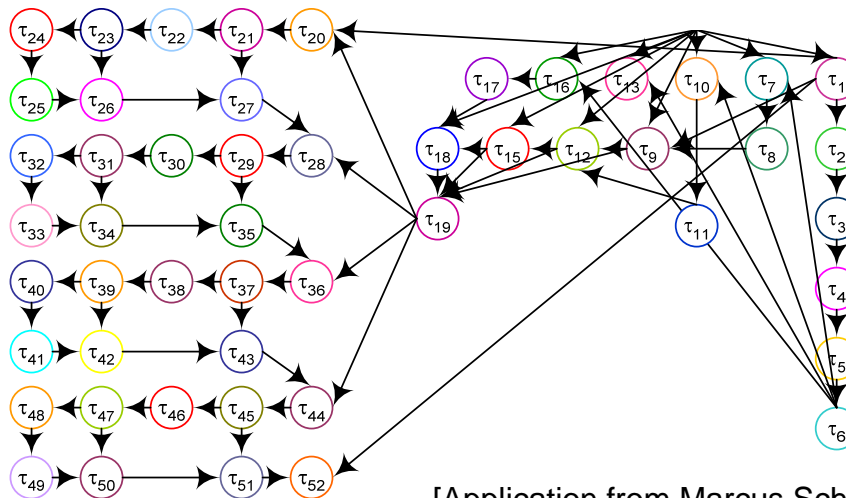 τ24 τ23 τ22 τ21 τ20
τ17 τ16 τ13 τ10 τ7 τ1
τ25 τ26 τ27
τ32 τ31 τ30 τ29 τ28 τ18 τ15 τ12 τ9 τ8 τ2
τ33 τ34 τ35 τ19 τ11 τ3
τ40 τ39 τ38 τ37 τ36 τ4
τ41 τ42 τ43 τ5
τ48 τ47 τ46 τ45 τ44 τ6
τ49 τ50 τ51 τ52
[Application from Marcus Sch